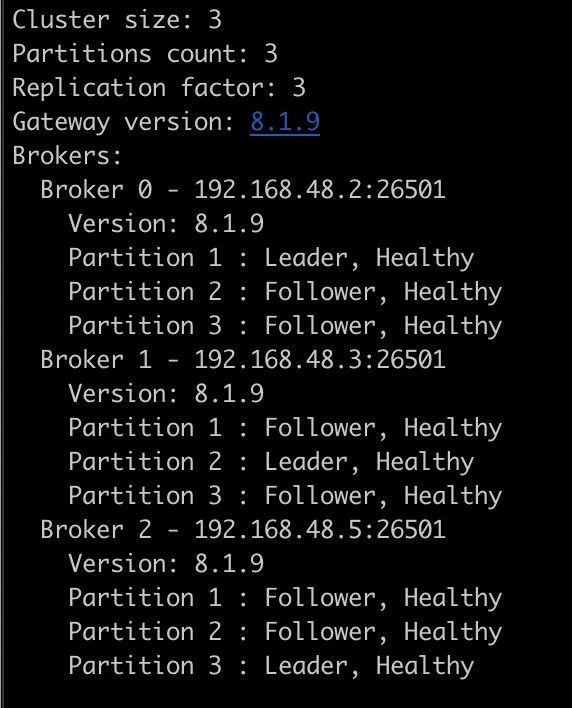 Cluster size: 3
Partitions count: 3
Replication factor: 3
Gateway version: 8.1.9
Brokers:
  Broker 0 - 192.168.48.2:26501
    Version: 8.1.9
    Partition 1 : Leader, Healthy
    Partition 2 : Follower, Healthy
    Partition 3 : Follower, Healthy
  Broker 1 - 192.168.48.3:26501
    Version: 8.1.9
    Partition 1 : Follower, Healthy
    Partition 2 : Leader, Healthy
    Partition 3 : Follower, Healthy
  Broker 2 - 192.168.48.5:26501
    Version: 8.1.9
    Partition 1 : Follower, Healthy
    Partition 2 : Follower, Healthy
    Partition 3 : Leader, Healthy